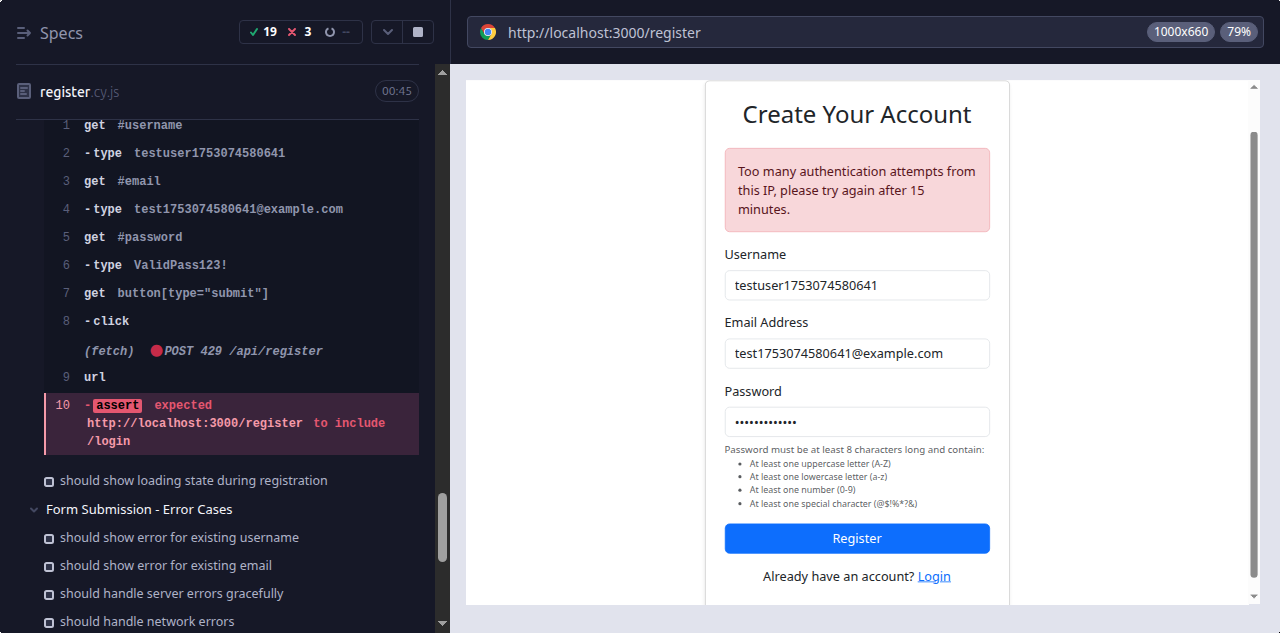 Specs
19 3 --
register.cy.js 00:45
1 get #username
2 -type testuser1753074580641
3 get #email
4 -type test1753074580641@example.com
5 get #password
6 -type ValidPass123!
7 get button[type="submit"]
8 -click
(fetch) POST 429 /api/register
9 url
10 -assert expected
http://localhost:3000/register to include
/login
should show loading state during registration
Form Submission - Error Cases
should show error for existing username
should show error for existing email
should handle server errors gracefully
should handle network errors
http://localhost:3000/register 1000x660 79%
Create Your Account
Too many authentication attempts from
this IP, please try again after 15
minutes.
Username
testuser1753074580641
Email Address
test1753074580641@example.com
Password
•••••••••••••
Password must be at least 8 characters long and contain:
• At least one uppercase letter (A-Z)
• At least one lowercase letter (a-z)
• At least one number (0-9)
• At least one special character (@$!%*?&)
Register
Already have an account? Login